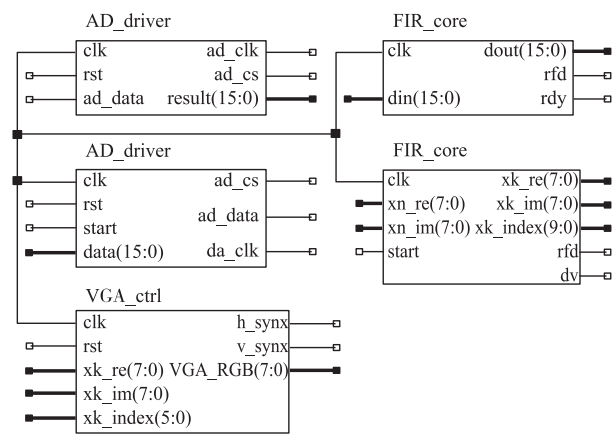 AD_driver
clk ad_clk
rst ad_cs
ad_data result(15:0)
FIR_core
clk dout(15:0)
rfd
din(15:0) rdy
AD_driver
clk ad_cs
rst
start ad_data
data(15:0) da_clk
FIR_core
clk xk_re(7:0)
xn_re(7:0) xk_im(7:0)
xn_im(7:0) xk_index(9:0)
start rfd
dv
VGA_ctrl
clk h_synx
rst v_synx
xk_re(7:0) VGA_RGB(7:0)
xk_im(7:0)
xk_index(5:0)